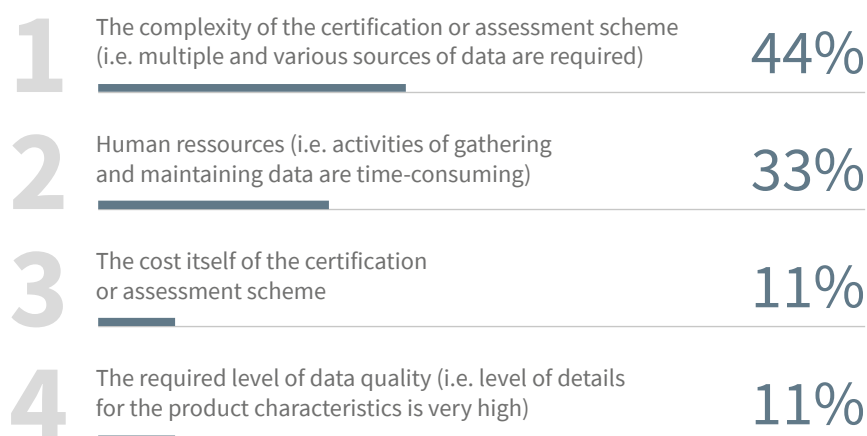 1
The complexity of the certification or assessment scheme
(i.e. multiple and various sources of data are required)
44%
2
Human ressources (i.e. activities of gathering
and maintaining data are time-consuming)
33%
3
The cost itself of the certification
or assessment scheme
11%
4
The required level of data quality (i.e. level of details
for the product characteristics is very high)
11%